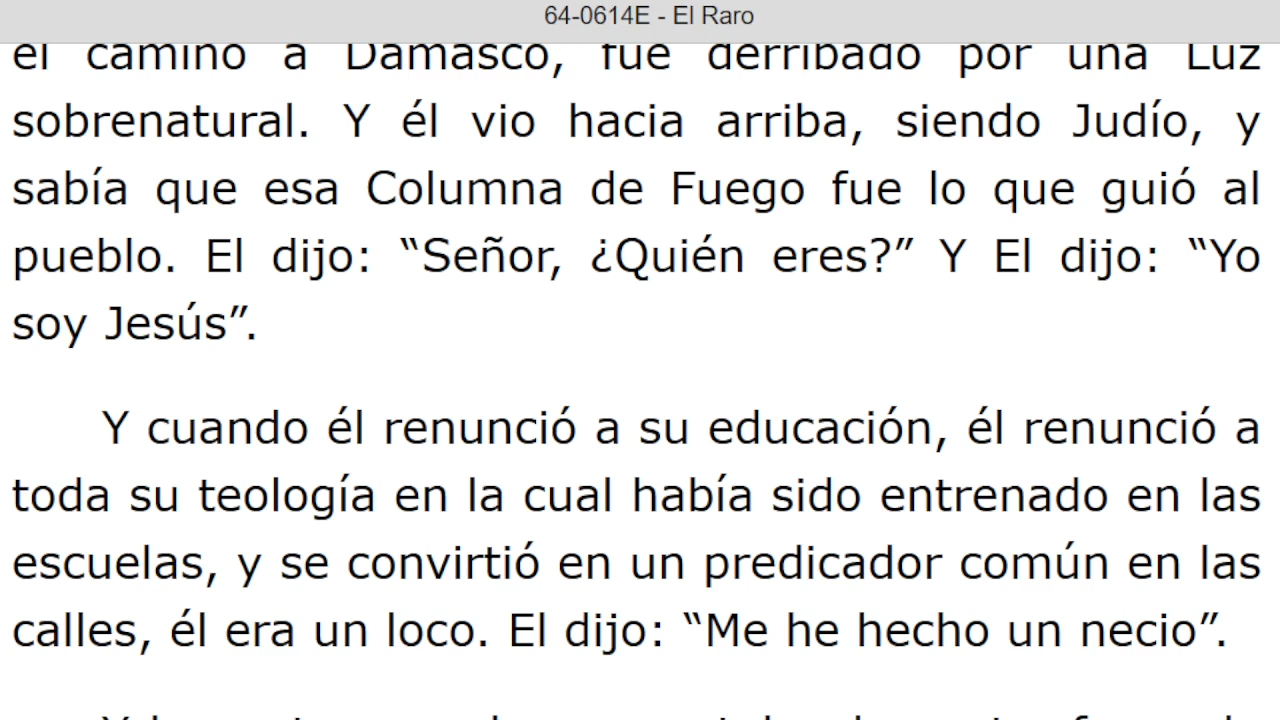 64-0614E - El Raro
el camino a Damasco, fue derribado por una Luz
sobrenatural. Y él vio hacia arriba, siendo Judío, y
sabía que esa Columna de Fuego fue lo que guió al
pueblo. El dijo: “Señor, ¿Quién eres?” Y El dijo: “Yo
soy Jesús”.
Y cuando él renunció a su educación, él renunció a
toda su teología en la cual había sido entrenado en las
escuelas, y se convirtió en un predicador común en las
calles, él era un loco. El dijo: “Me he hecho un necio”.